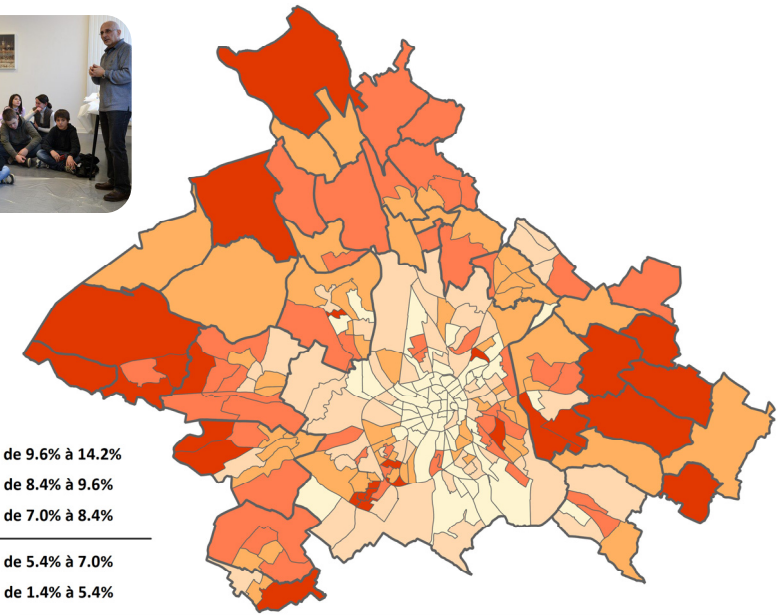 de 9.6% à 14.2%
de 8.4% à 9.6%
de 7.0% à 8.4%
de 5.4% à 7.0%
de 1.4% à 5.4%